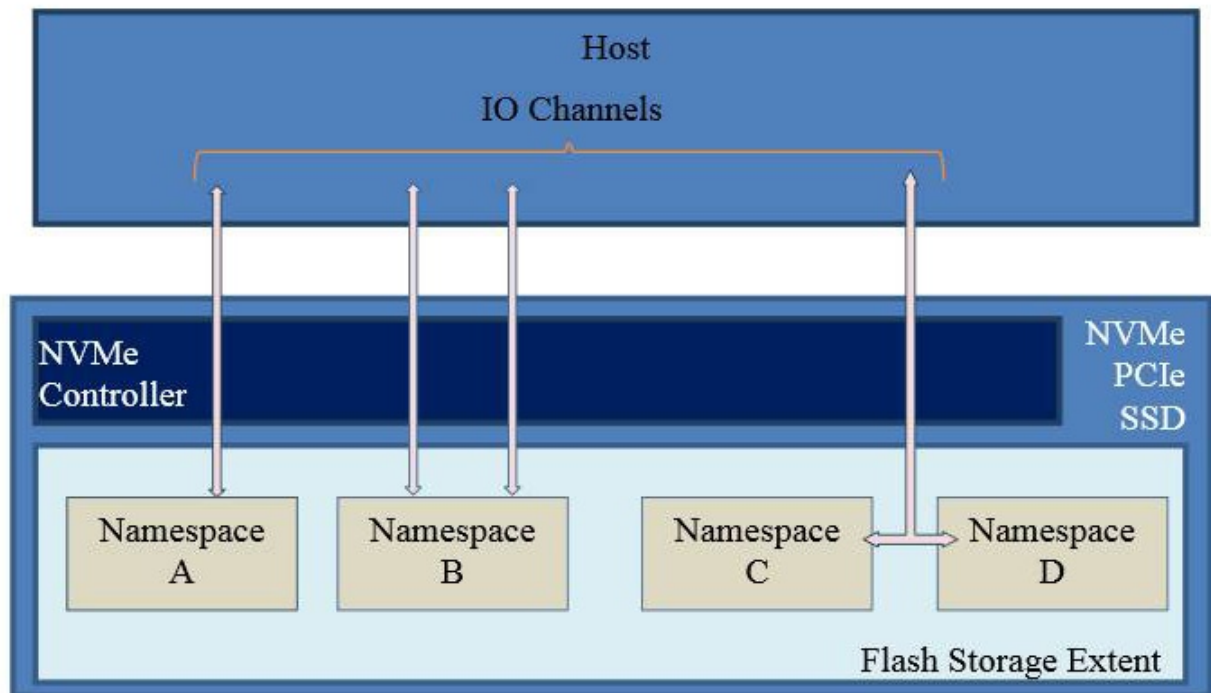 Host
IO Channels
NVMe
Controller
NVMe
PCIe
SSD
Namespace
A
Namespace
B
Namespace
C
Namespace
D
Flash Storage Extent